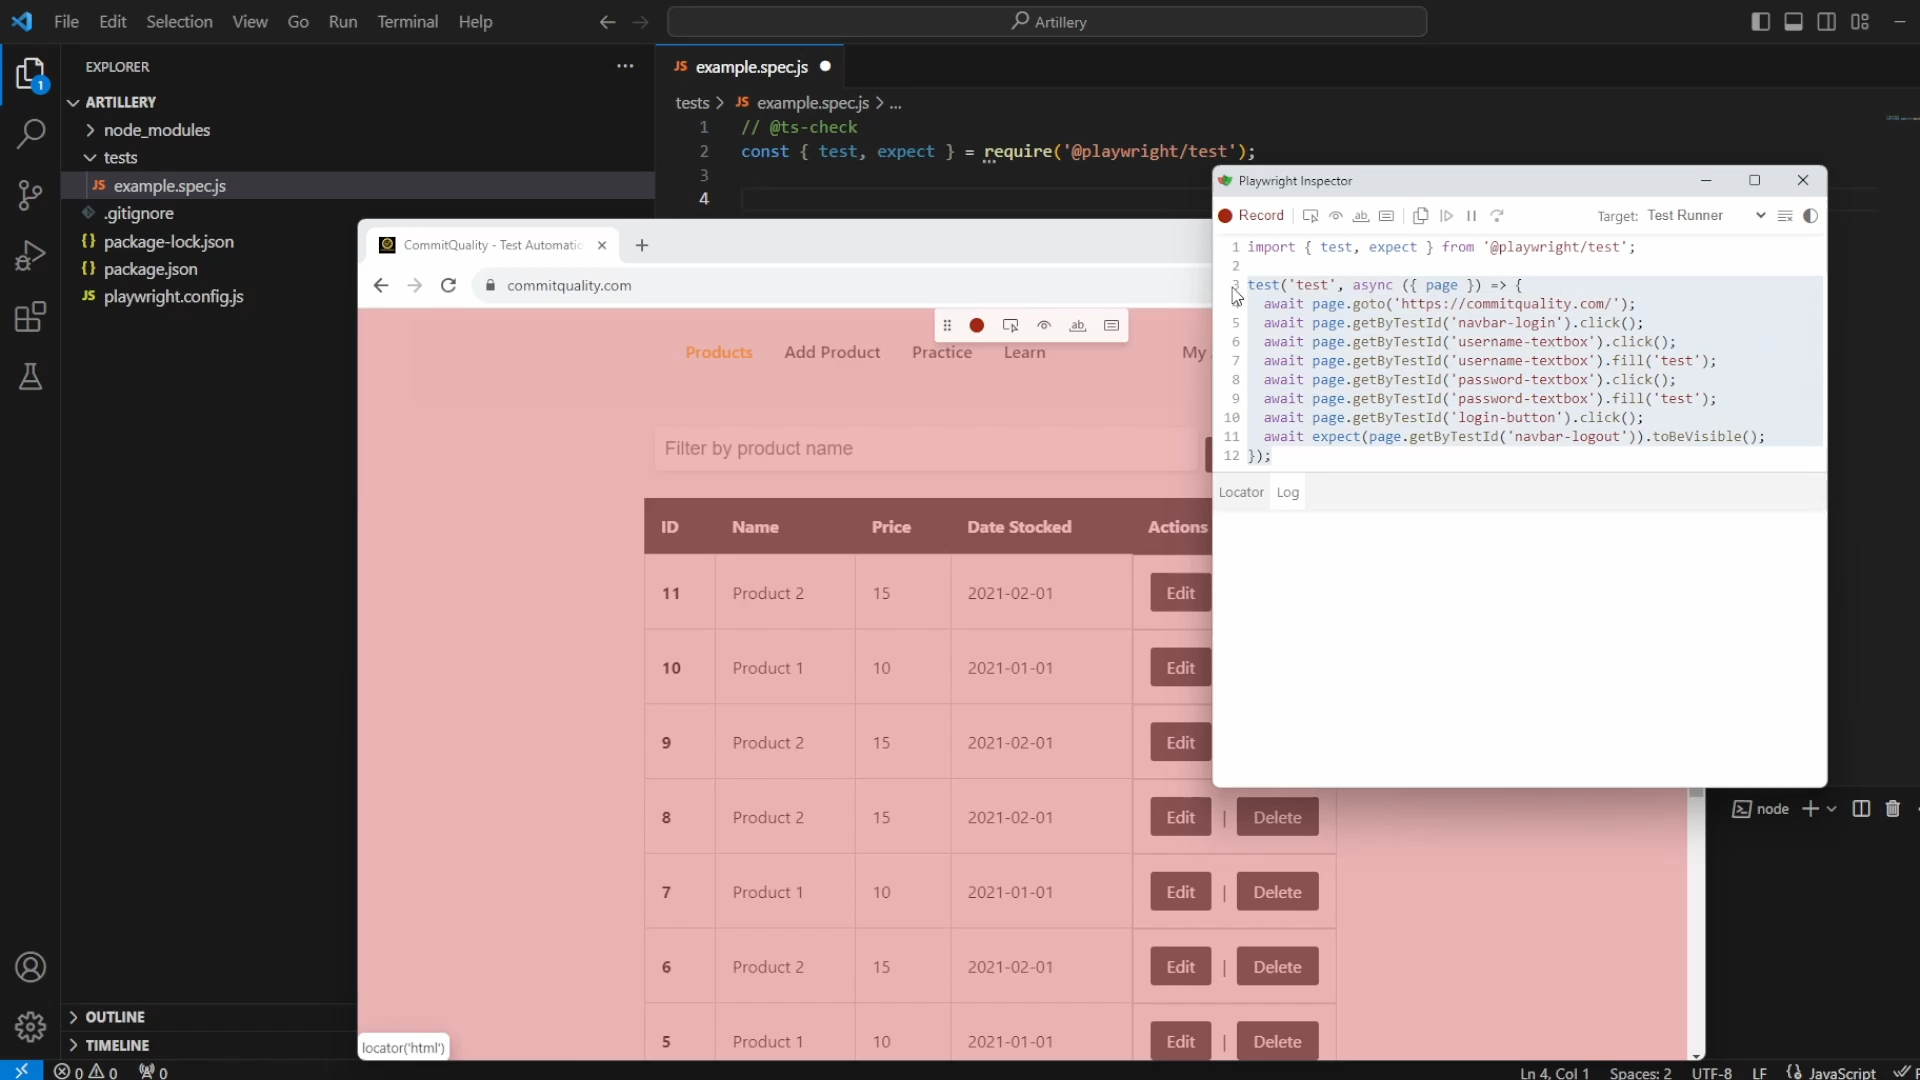 File Edit Selection View Go Run Terminal Help
Artillery
EXPLORER
1
ARTILLERY
node_modules
tests
JS example.spec.js
.gitignore
{} package-lock.json
{} package.json
JS playwright.config.js
OUTLINE
TIMELINE
JS example.spec.js
tests > JS example.spec.js > ...
1 // @ts-check
2 const { test, expect } = require('@playwright/test');
3
4
CommitQuality - Test Automatic
commitquality.com
ab
Products Add Product Practice Learn My
Filter by product name
ID Name Price Date Stocked Actions
11 Product 2 15 2021-02-01 Edit
10 Product 1 10 2021-01-01 Edit
9 Product 2 15 2021-02-01 Edit
8 Product 2 15 2021-02-01 Edit | Delete
7 Product 1 10 2021-01-01 Edit | Delete
6 Product 2 15 2021-02-01 Edit | Delete
5 Product 1 10 2021-01-01 Edit | Delete
locator('html')
Playwright Inspector
Record ab Target: Test Runner
1 import { test, expect } from '@playwright/test';
2
3 test('test', async ({ page }) => {
await page.goto('https://commitquality.com/');
5 await page.getByTestId('navbar-login').click();
6 await page.getByTestId('username-textbox').click();
7 await page.getByTestId('username-textbox').fill('test');
8 await page.getByTestId('password-textbox').click();
9 await page.getByTestId('password-textbox').fill('test');
10 await page.getByTestId('login-button').click();
11 await expect(page.getByTestId('navbar-logout')).toBeVisible();
12 });
Locator Log
node
0 0 0
Ln 4, Col 1 Spaces: 2 UTF-8 LF {} JavaScript